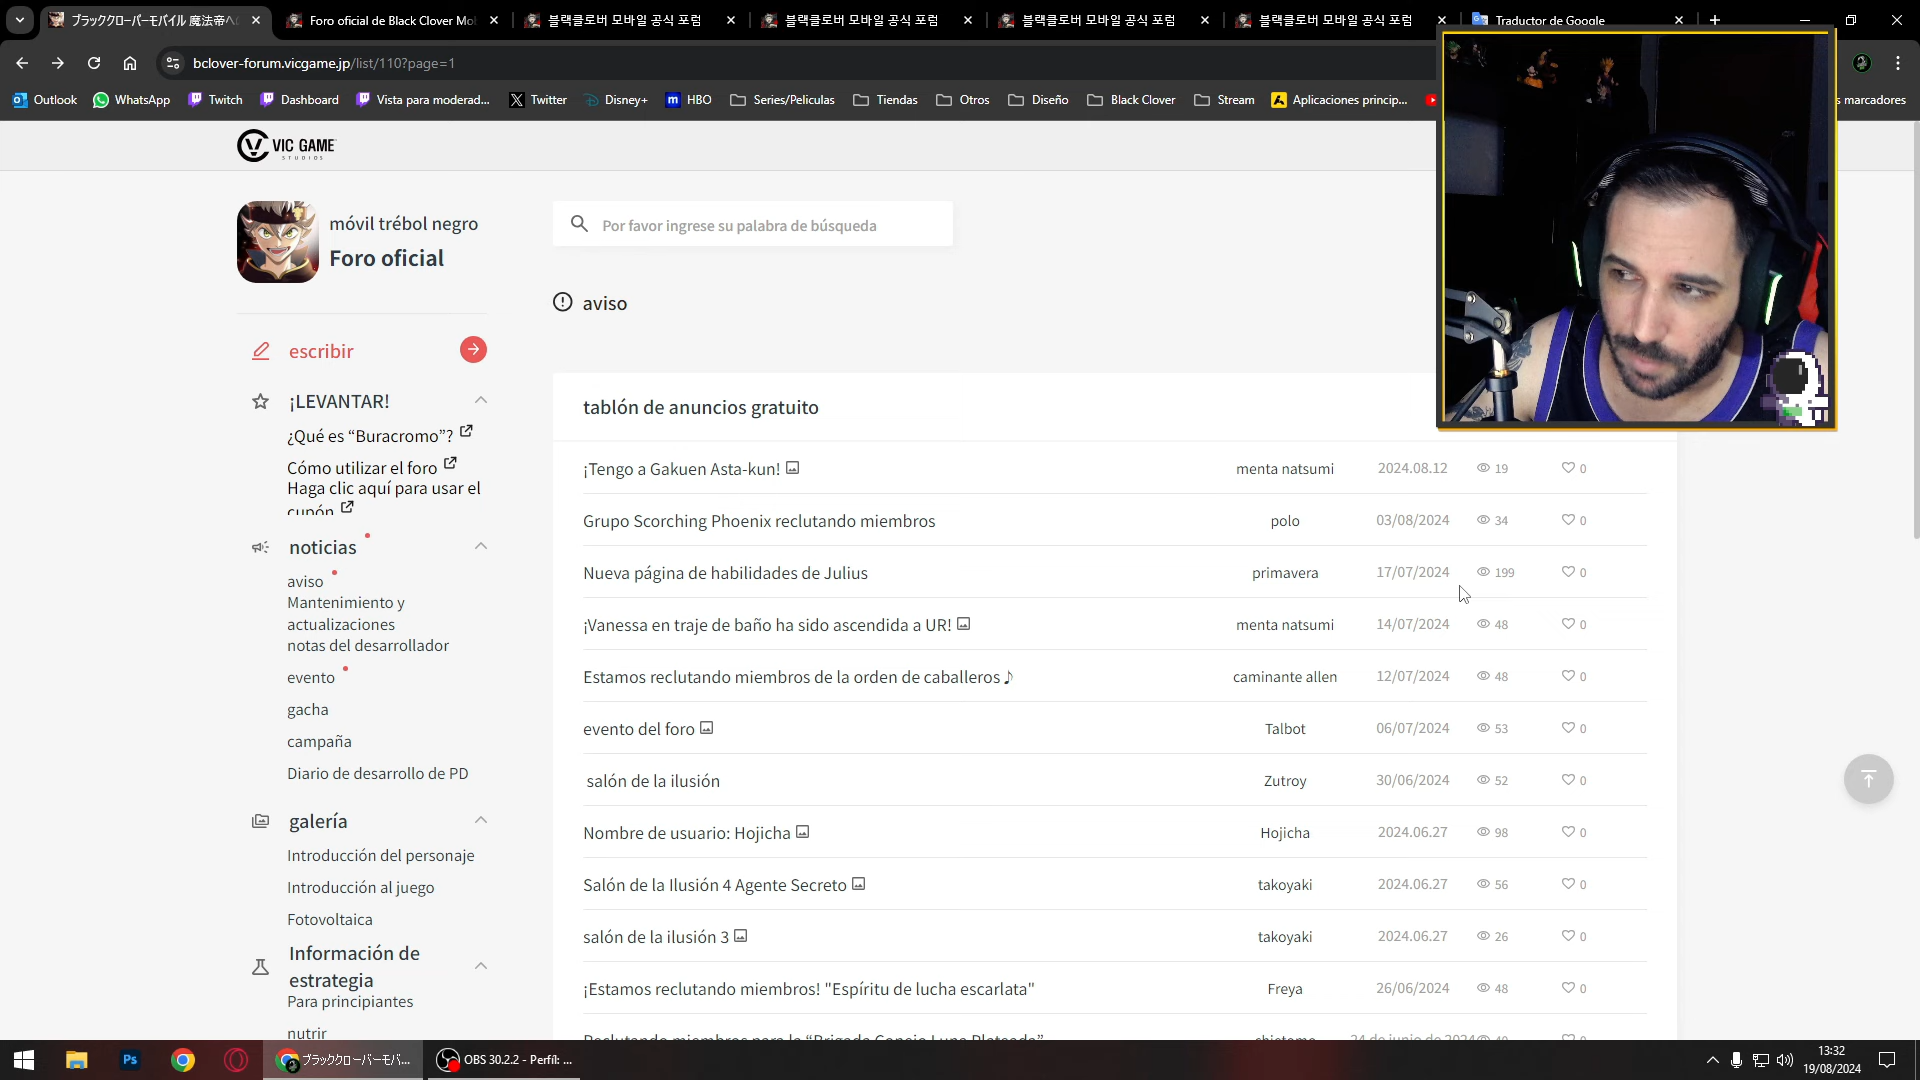 ブラッククローバーモバイル 魔法帝への
Foro oficial de Black Clover Mo
블랙클로버 모바일 공식 포럼
블랙클로버 모바일 공식 포럼
블랙클로버 모바일 공식 포럼
블랙클로버 모바일 공식 포럼
Traductor de Google
bclover-forum.vicgame.jp/list/110?page=1
Outlook
WhatsApp
Twitch
Dashboard
Vista para moderad...
Twitter
Disney+
HBO
Series/Peliculas
Tiendas
Otros
Diseño
Black Clover
Stream
Aplicaciones princip...
s marcadores
VIC GAME
STUDIOS
móvil trébol negro
Foro oficial
Por favor ingrese su palabra de búsqueda
aviso
escribir
¡LEVANTAR!
¿Qué es “Buracromo”?
Cómo utilizar el foro
Haga clic aquí para usar el
cupón
noticias
aviso
Mantenimiento y
actualizaciones
notas del desarrollador
evento
gacha
campaña
Diario de desarrollo de PD
galería
Introducción del personaje
Introducción al juego
Fotovoltaica
Información de
estrategia
Para principiantes
nutrir
tablón de anuncios gratuito
¡Tengo a Gakuen Asta-kun! menta natsumi 2024.08.12 19 0
Grupo Scorching Phoenix reclutando miembros polo 03/08/2024 34 0
Nueva página de habilidades de Julius primavera 17/07/2024 199 0
¡Vanessa en traje de baño ha sido ascendida a UR! menta natsumi 14/07/2024 48 0
Estamos reclutando miembros de la orden de caballeros♪ caminante allen 12/07/2024 48 0
evento del foro Talbot 06/07/2024 53 0
salón de la ilusión Zutroy 30/06/2024 52 0
Nombre de usuario: Hojicha Hojicha 2024.06.27 98 0
Salón de la Ilusión 4 Agente Secreto takoyaki 2024.06.27 56 0
salón de la ilusión 3 takoyaki 2024.06.27 26 0
¡Estamos reclutando miembros! "Espíritu de lucha escarlata" Freya 26/06/2024 48 0
Ps
ブラッククローバーモバ...
OBS 30.2.2 - Perfil: ...
13:32
19/08/2024